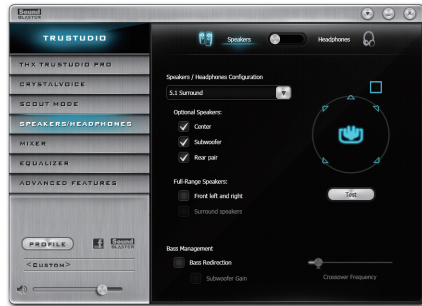 Sound
BLASTER
TRUSTUDIO
Speakers
Headphones
THX TRUSTUDIO PRO
CRYSTALVOICE
SCOUT MODE
SPEAKERS/HEADPHONES
MIXER
EQUALIZER
ADVANCED FEATURES
PROFILE
f
Sound
BLASTER
<CUSTOM>
Speakers / Headphones Configuration
5.1 Surround
Optional Speakers:
Center
Subwoofer
Rear pair
Full-Range Speakers:
Front left and right
Surround speakers
Test
Bass Management
Bass Redirection
Subwoofer Gain
Crossover Frequency